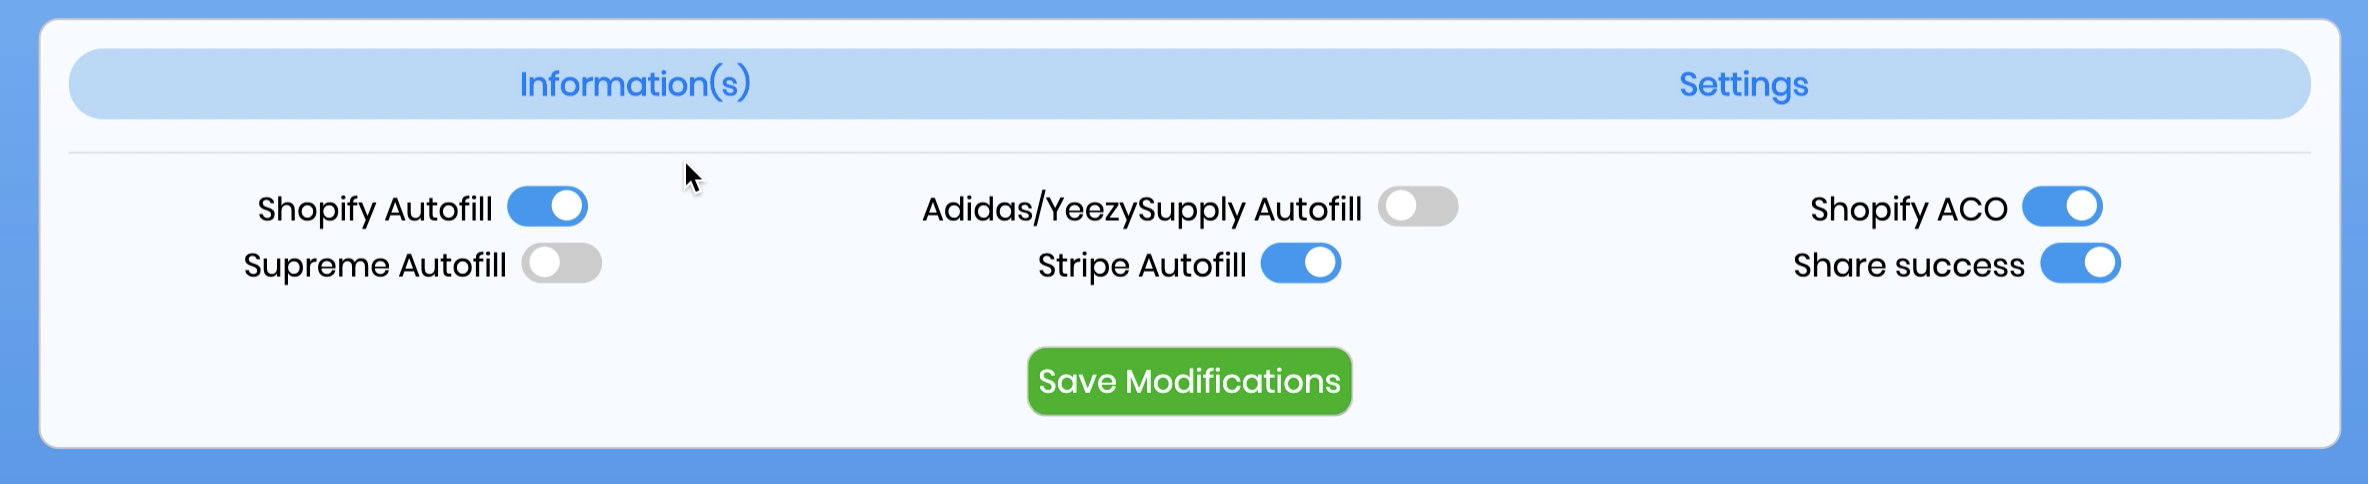 Information(s) Settings
Shopify Autofill Adidas/YeezySupply Autofill Shopify ACO
Supreme Autofill Stripe Autofill Share success
Save Modifications